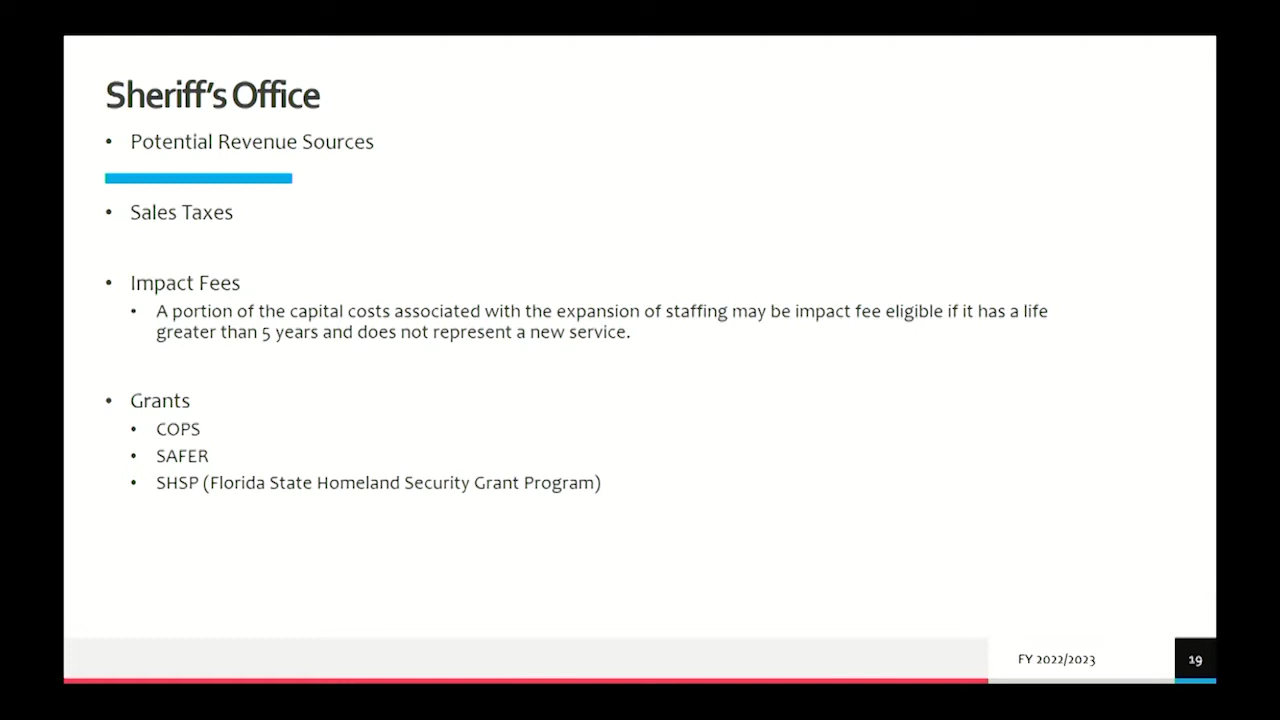 Sheriff's Office
• Potential Revenue Sources
• Sales Taxes
• Impact Fees
• A portion of the capital costs associated with the expansion of staffing may be impact fee eligible if it has a life
greater than 5 years and does not represent a new service.
• Grants
• COPS
• SAFER
• SHSP (Florida State Homeland Security Grant Program)
FY 2022/2023
19